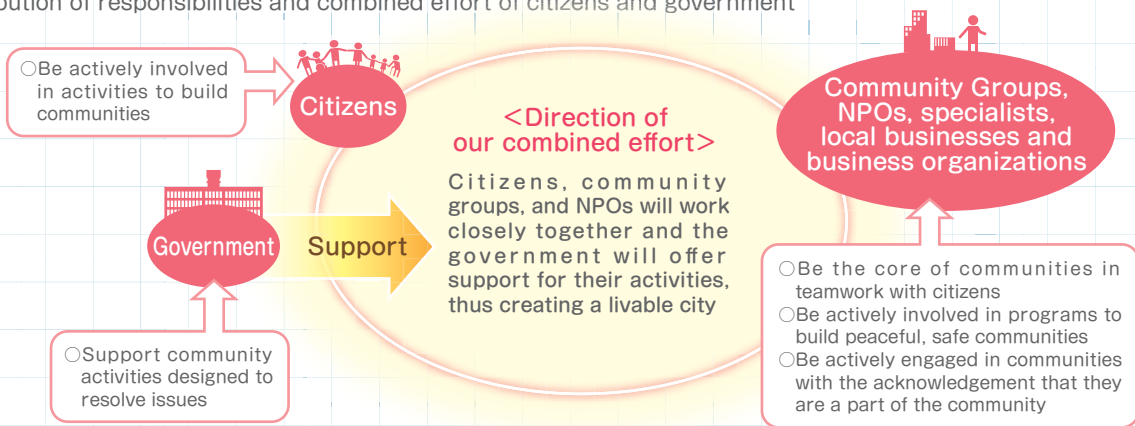 of responsibilities and combined effort of citizens and government
○Be actively involved
in activities to build
communities
Citizens
<Direction of
our combined effort>
Citizens, community
groups, and NPOs will work
closely together and the
government will offer
support for their activities,
thus creating a livable city
Community Groups,
NPOs, specialists,
local businesses and
business organizations
Government
Support
○Support community
activities designed to
resolve issues
○Be the core of communities in
teamwork with citizens
○Be actively involved in programs to
build peaceful, safe communities
○Be actively engaged in communities
with the acknowledgement that they
are a part of the community